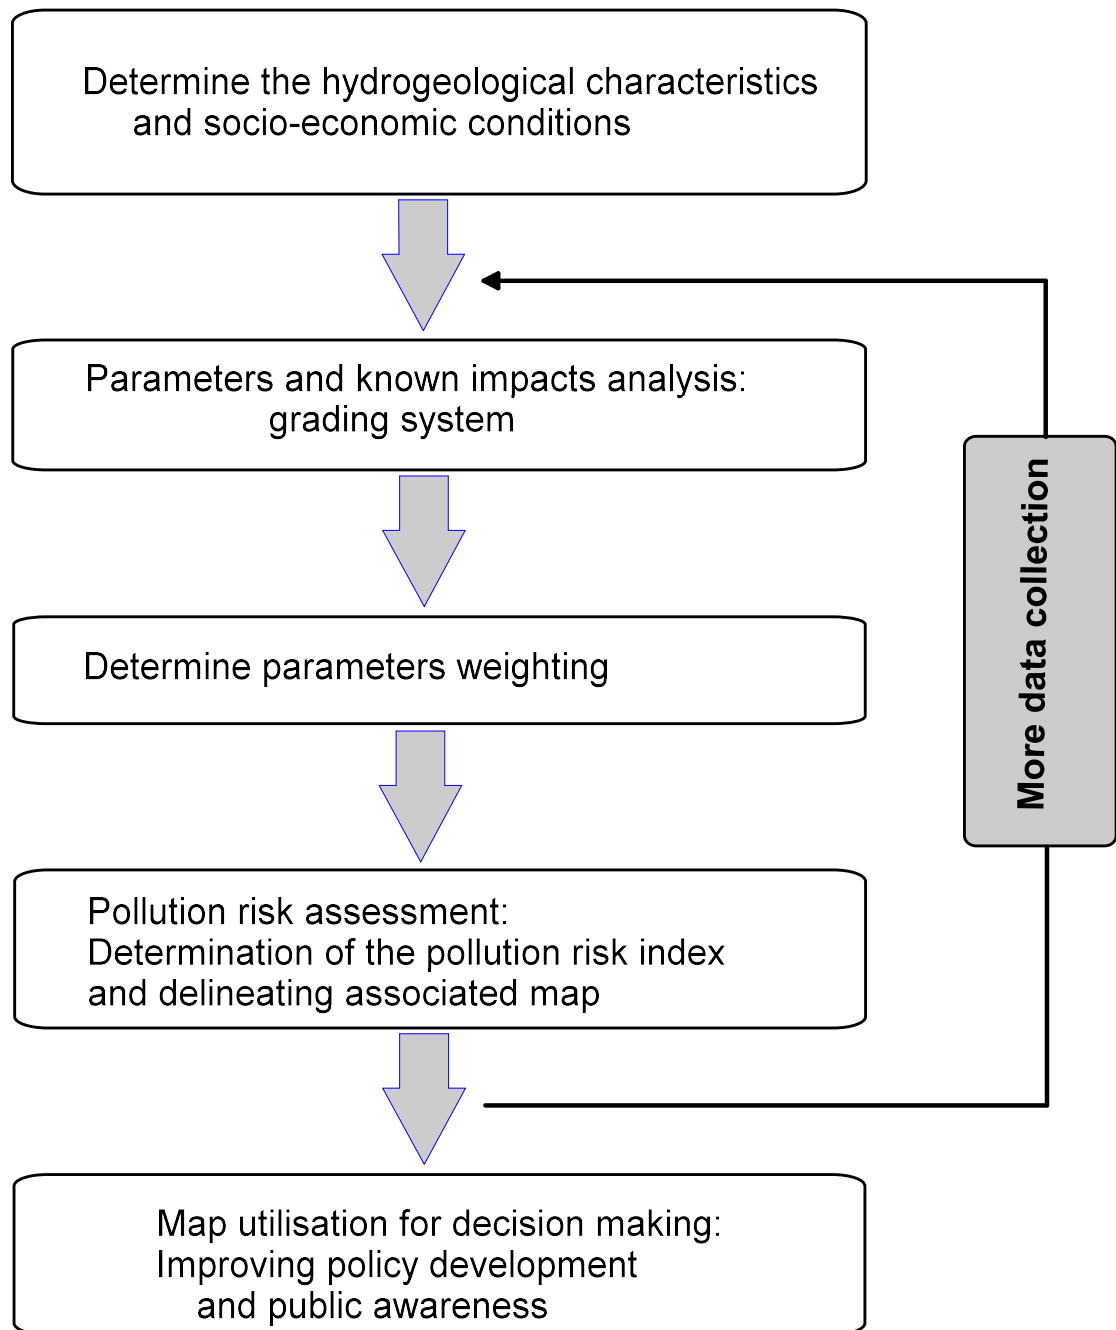 Determine the hydrogeological characteristics
and socio-economic conditions
Parameters and known impacts analysis:
grading system
More data collection
Determine parameters weighting
Pollution risk assessment:
Determination of the pollution risk index
and delineating associated map
Map utilisation for decision making:
Improving policy development
and public awareness